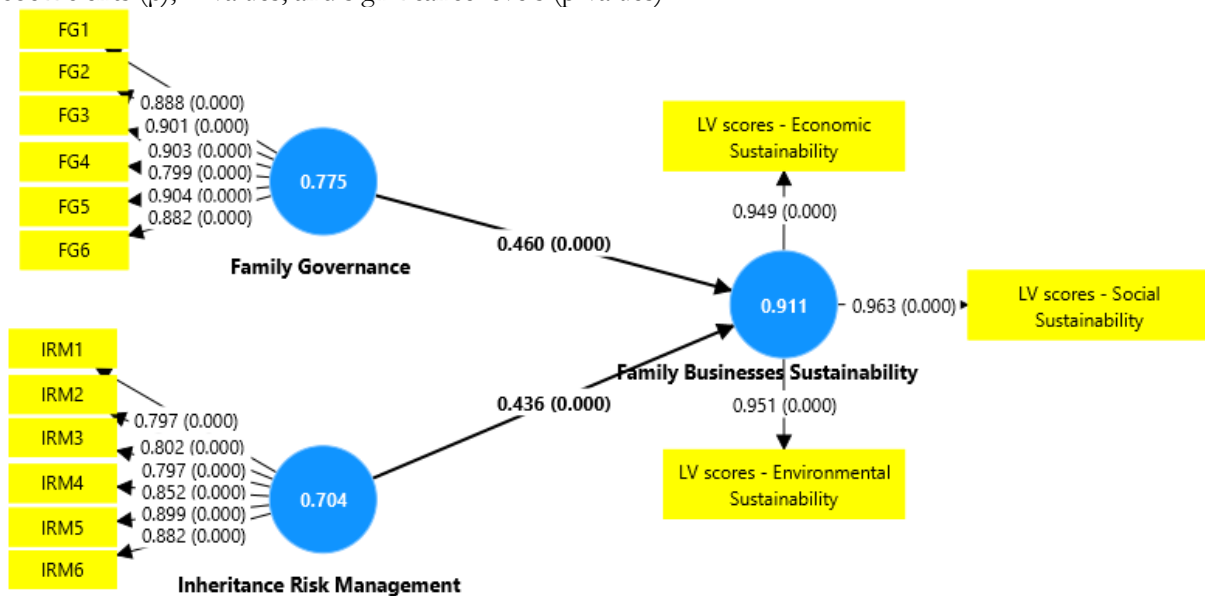 FG1
FG2
FG3
FG4
FG5
FG6
0.888 (0.000)
0.901 (0.000)
0.903 (0.000)
0.799 (0.000)
0.904 (0.000)
0.882 (0.000)
0.775
Family Governance
0.460 (0.000)
IRM1
IRM2
IRM3
IRM4
IRM5
IRM6
0.797 (0.000)
0.802 (0.000)
0.797 (0.000)
0.852 (0.000)
0.899 (0.000)
0.882 (0.000)
0.704
Inheritance Risk Management
0.436 (0.000)
LV scores - Economic
Sustainability
0.949 (0.000)
0.911
Family Businesses Sustainability
0.963 (0.000)
LV scores - Social
Sustainability
0.951 (0.000)
LV scores - Environmental
Sustainability